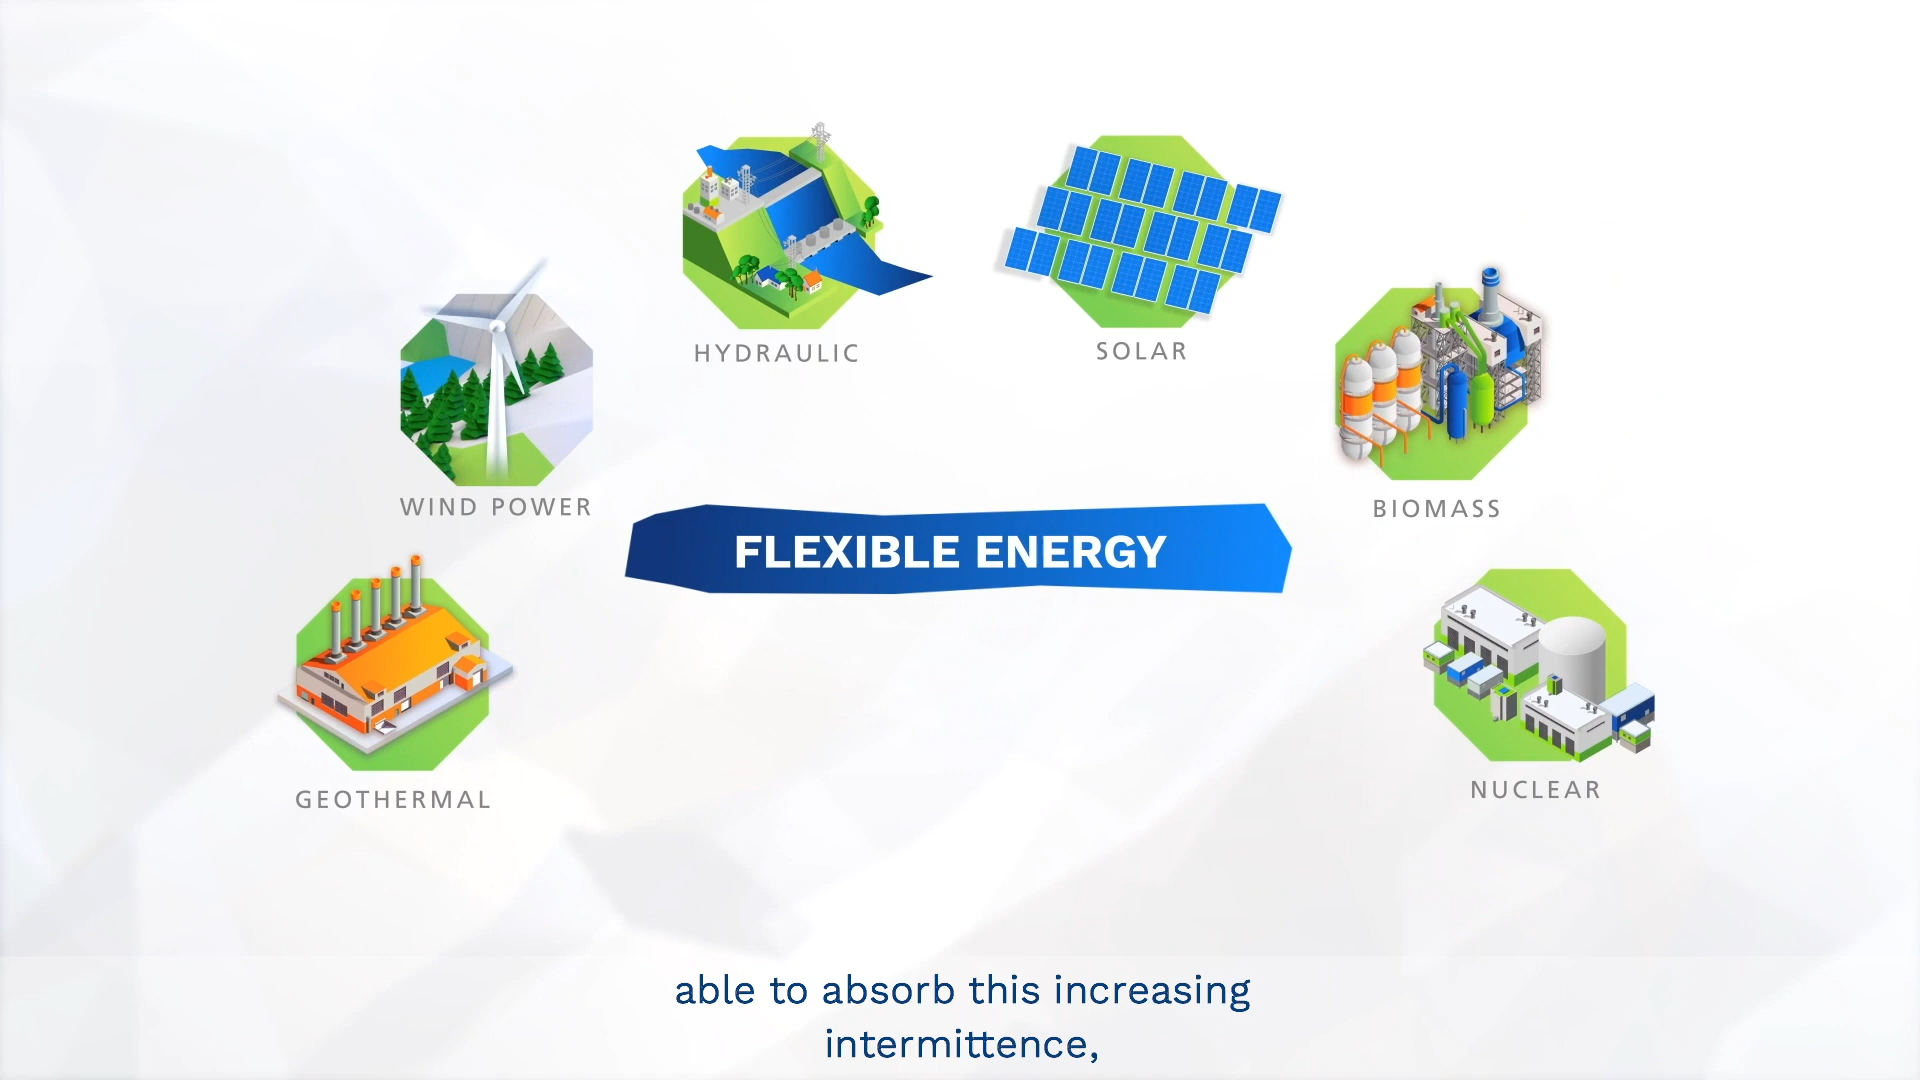 HYDRAULIC
SOLAR
WIND POWER
BIOMASS
FLEXIBLE ENERGY
GEOTHERMAL
NUCLEAR
able to absorb this increasing
intermittence,